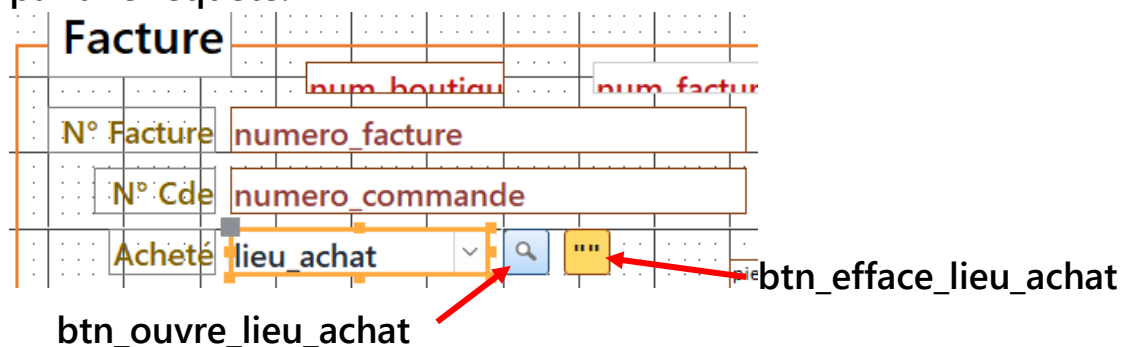 Facture
num_boutiqu
num_factur
N° Facture
numero_facture
N° Cde
numero_commande
Acheté
lieu_achat
""
btn_efface_lieu_achat
btn_ouvre_lieu_achat